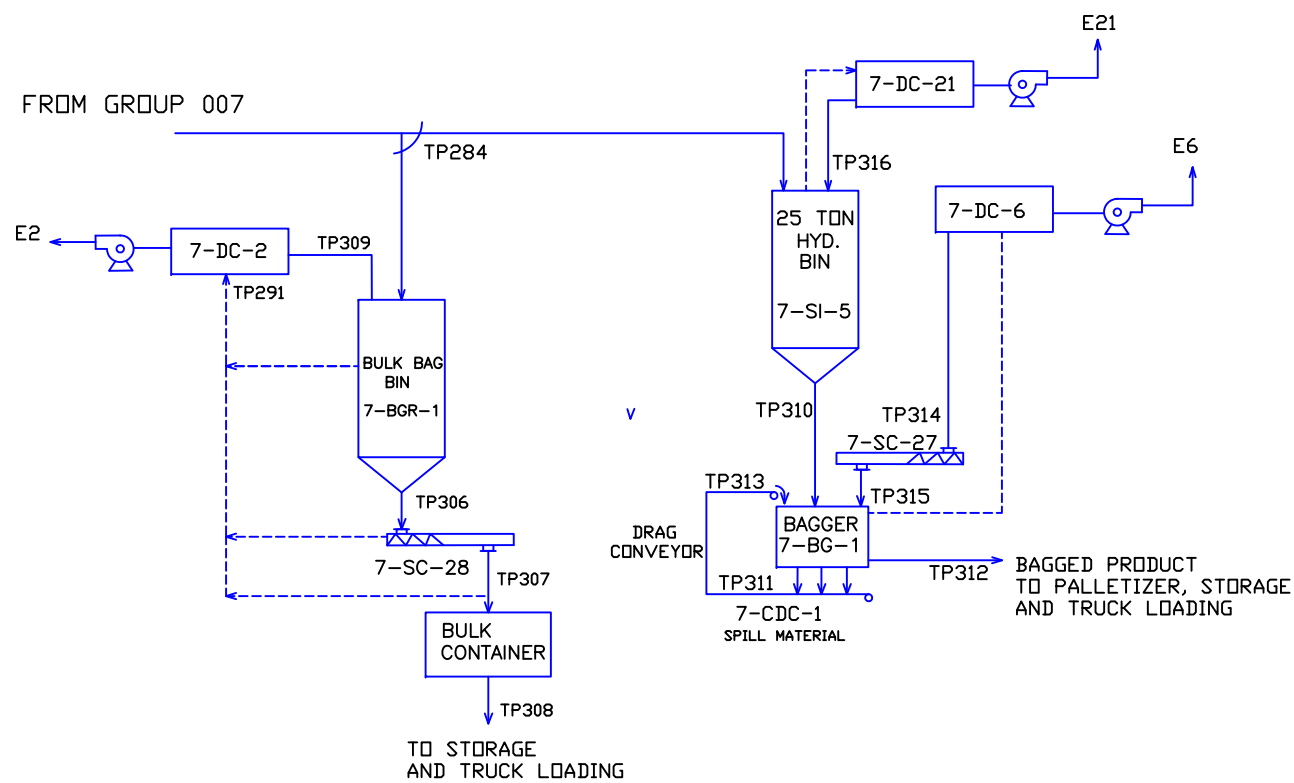 E21
7-DC-21
FROM GROUP 007
TP284
TP316
E6
25 TON
HYD.
BIN
7-SI-5
7-DC-6
E2
7-DC-2
TP309
TP291
BULK BAG
BIN
7-BGR-1
TP310
TP314
7-SC-27
V
TP306
TP313
TP315
DRAG
CONVEYOR
BAGGER
7-BG-1
7-SC-28
TP307
TP311
TP312
BAGGED PRODUCT
TO PALLETIZER, STORAGE
AND TRUCK LOADING
7-CDC-1
SPILL MATERIAL
BULK
CONTAINER
TP308
TO STORAGE
AND TRUCK LOADING